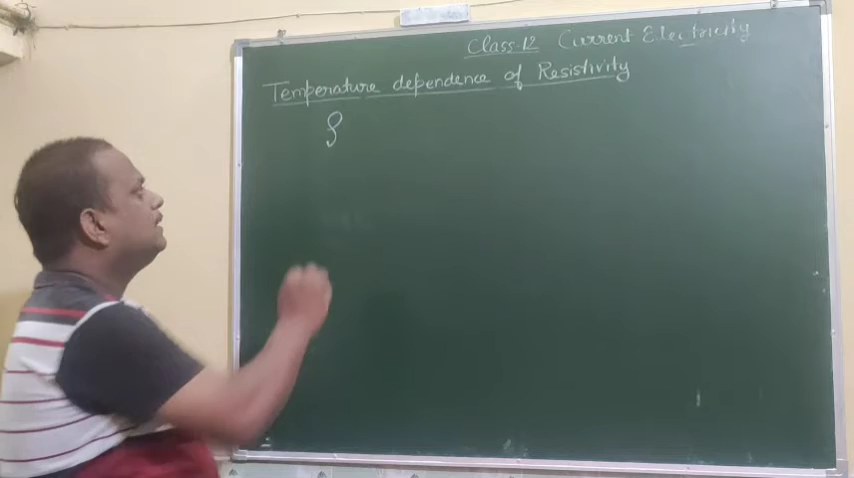 Class-12 Current Electricity
Temperature dependence of Resistivity
ρ